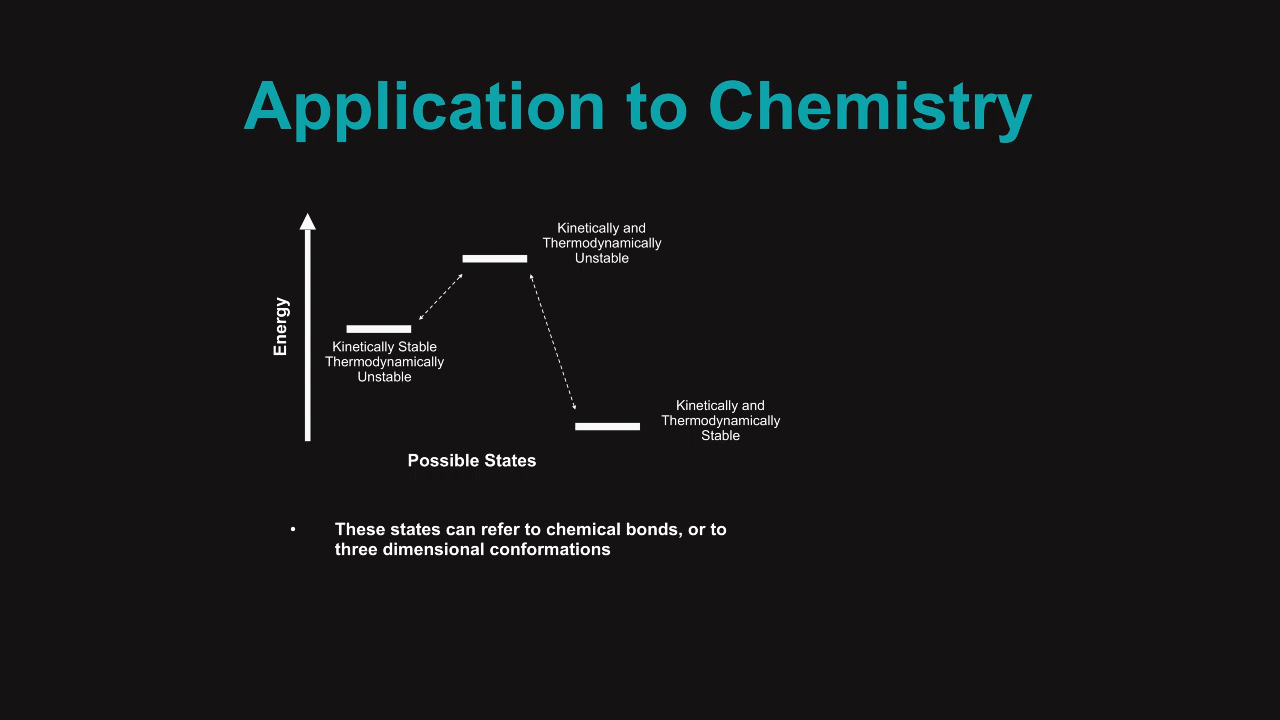 Application to Chemistry
Kinetically and
Thermodynamically
Unstable
Energy
Kinetically Stable
Thermodynamically
Unstable
Kinetically and
Thermodynamically
Stable
Possible States
• These states can refer to chemical bonds, or to
three dimensional conformations